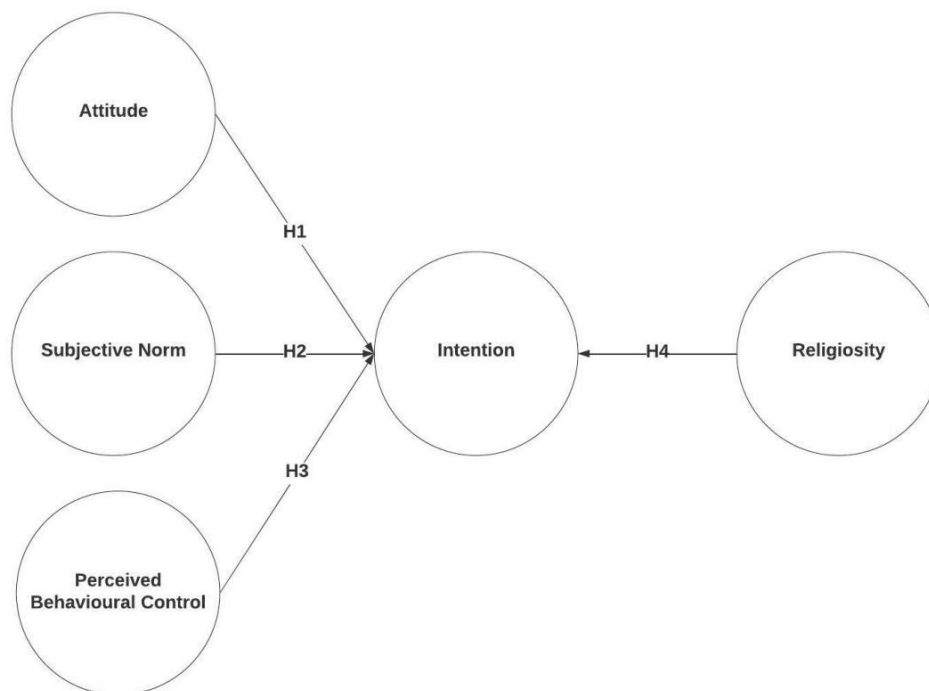 Attitude
H1
Subjective Norm
H2
Intention
H4
Religiosity
H3
Perceived
Behavioural Control